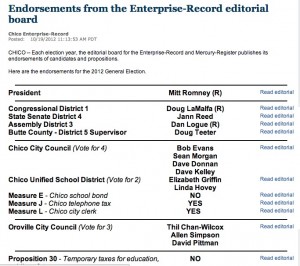 Endorsements from the Enterprise-Record editorial
board
Chico Enterprise-Record
Posted: 10/19/2012 11:13:53 AM PDT
CHICO -- Each election year, the editorial board for the Enterprise-Record and Mercury-Register publishes its
endorsements of candidates and propositions.
Here are the endorsements for the 2012 General Election.
President Mitt Romney (R) Read editorial
Congressional District 1 Doug LaMalfa (R) Read editorial
State Senate District 4 Jann Reed Read editorial
Assembly District 3 Dan Logue (R) Read editorial
Butte County - District 5 Supervisor Doug Teeter Read editorial
Chico City Council (Vote for 4) Bob Evans Read editorial
Sean Morgan
Dave Donnan
Dave Kelley
Chico Unified School District (Vote for 2) Elizabeth Griffin Read editorial
Linda Hovey
Measure E - Chico school bond NO Read editorial
Measure J - Chico telephone tax YES Read editorial
Measure L - Chico city clerk YES Read editorial
Oroville City Council (Vote for 3) Thil Chan-Wilcox Read editorial
Allen Simpson
David Pittman
Proposition 30 - Temporary taxes for education, NO Read editorial